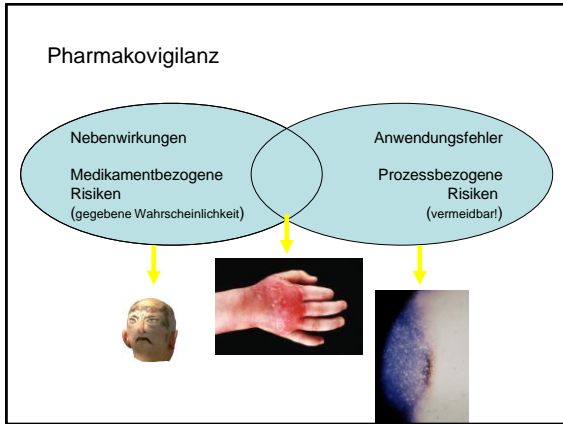 Pharmakovigilanz
Nebenwirkungen
Medikamentbezogene
Risiken
(gegebene Wahrscheinlichkeit)
Anwendungsfehler
Prozessbezogene
Risiken
(vermeidbar!)